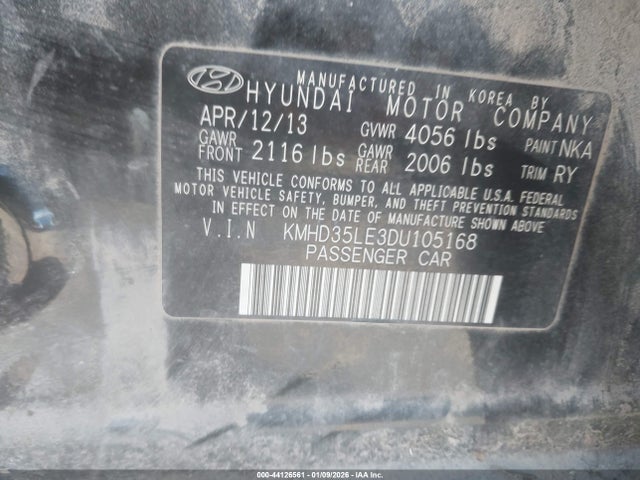 MANUFACTURED IN KOREA BY
HYUNDAI MOTOR COMPANY
APR/12/13 GVWR 4056 lbs PAINT NKA
GAWR FRONT 2116 lbs GAWR REAR 2006 lbs TRIM RY
THIS VEHICLE CONFORMS TO ALL APPLICABLE U.S.A. FEDERAL
MOTOR VEHICLE SAFETY, BUMPER, AND THEFT PREVENTION STANDARDS
IN EFFECT ON THE DATE OF MANUFACTURE SHOWN ABOVE
V.I.N KMHD35LE3DU105168
PASSENGER CAR
000-44126561 - 01/09/2026 - IAAI Inc.